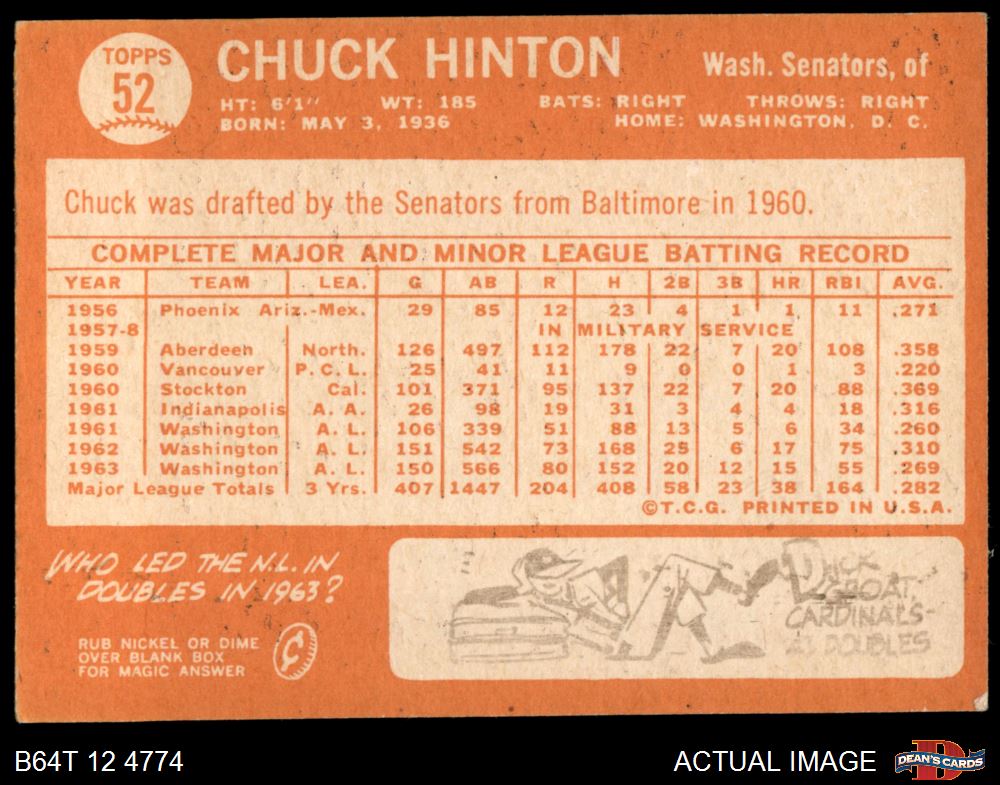 TOPPS
52
CHUCK HINTON
Wash. Senators, of
HT: 6'1" WT: 185 BATS: RIGHT THROWS: RIGHT
BORN: MAY 3, 1936 HOME: WASHINGTON, D. C.
Chuck was drafted by the Senators from Baltimore in 1960.
COMPLETE MAJOR AND MINOR LEAGUE BATTING RECORD
YEAR TEAM LEA. G AB R H 2B 3B HR RBI AVG.
1956 Phoenix Ariz.-Mex. 29 85 12 23 4 1 1 11 .271
1957-8 IN MILITARY SERVICE
1959 Aberdeen North. 126 497 112 178 22 7 20 108 .358
1960 Vancouver P.C.L. 25 41 11 9 0 0 1 3 .220
1960 Stockton Cal. 101 371 95 137 22 7 20 88 .369
1961 Indianapolis A. A. 26 98 19 31 3 4 4 18 .316
1961 Washington A. L. 106 339 51 88 13 5 6 34 .260
1962 Washington A. L. 151 542 73 168 25 6 17 75 .310
1963 Washington A. L. 150 566 80 152 20 12 15 55 .269
Major League Totals 3 Yrs. 407 1447 204 408 58 23 38 164 .282
©T.C.G. PRINTED IN U.S.A.
WHO LED THE N.L. IN
DOUBLES IN 1963?
RUB NICKEL OR DIME
OVER BLANK BOX
FOR MAGIC ANSWER
¢
DICK
GROAT,
CARDINALS-
DOUBLES
B64T 12 4774
ACTUAL IMAGE
D
DEAN'S CARDS